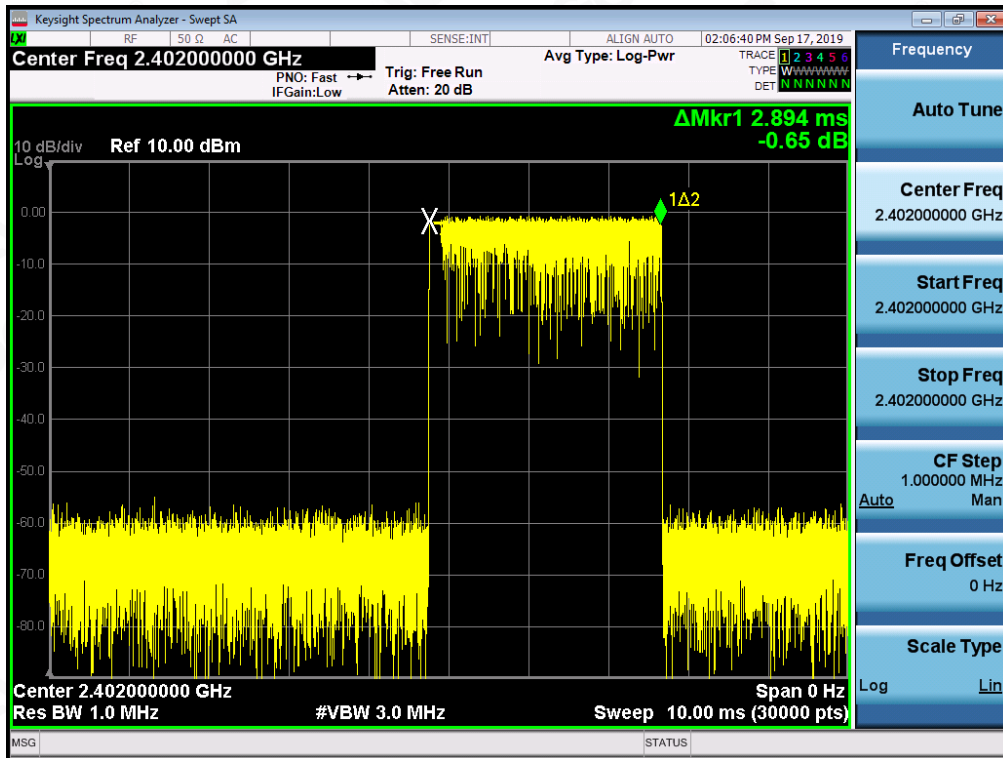 Keysight Spectrum Analyzer - Swept SA
LXI RF 50 Ω AC SENSE:INT ALIGN AUTO 02:06:40 PM Sep 17, 2019
Center Freq 2.402000000 GHz
PNO: Fast
IFGain:Low
Trig: Free Run
Atten: 20 dB
Avg Type: Log-Pwr
TRACE 1 2 3 4 5 6
TYPE WWWWWWW
DET N N N N N N
Frequency
Auto Tune
Center Freq
2.402000000 GHz
Start Freq
2.402000000 GHz
Stop Freq
2.402000000 GHz
CF Step
1.000000 MHz
Auto Man
Freq Offset
0 Hz
Scale Type
Log Lin
ΔMkr1 2.894 ms
-0.65 dB
10 dB/div Ref 10.00 dBm
Log
1Δ2
0.00
-10.0
-20.0
-30.0
-40.0
-50.0
-60.0
-70.0
-80.0
Center 2.402000000 GHz Span 0 Hz
Res BW 1.0 MHz #VBW 3.0 MHz Sweep 10.00 ms (30000 pts)
MSG STATUS